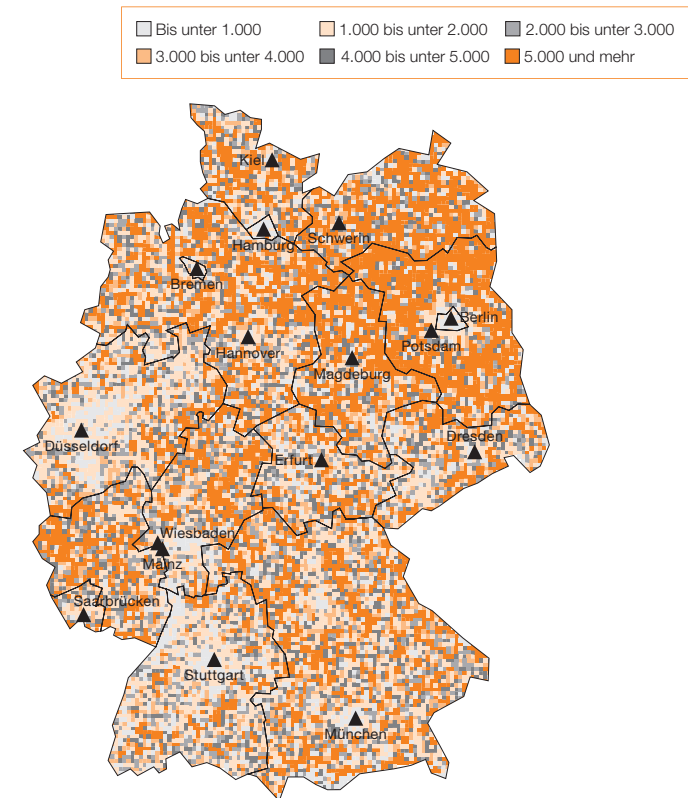 Bis unter 1.000 1.000 bis unter 2.000 2.000 bis unter 3.000
3.000 bis unter 4.000 4.000 bis unter 5.000 5.000 und mehr
Kiel
Hamburg
Schwerin
Bremen
Berlin
Potsdam
Hannover
Magdeburg
Düsseldorf
Dresden
Erfurt
Wiesbaden
Mainz
Saarbrücken
Stuttgart
München